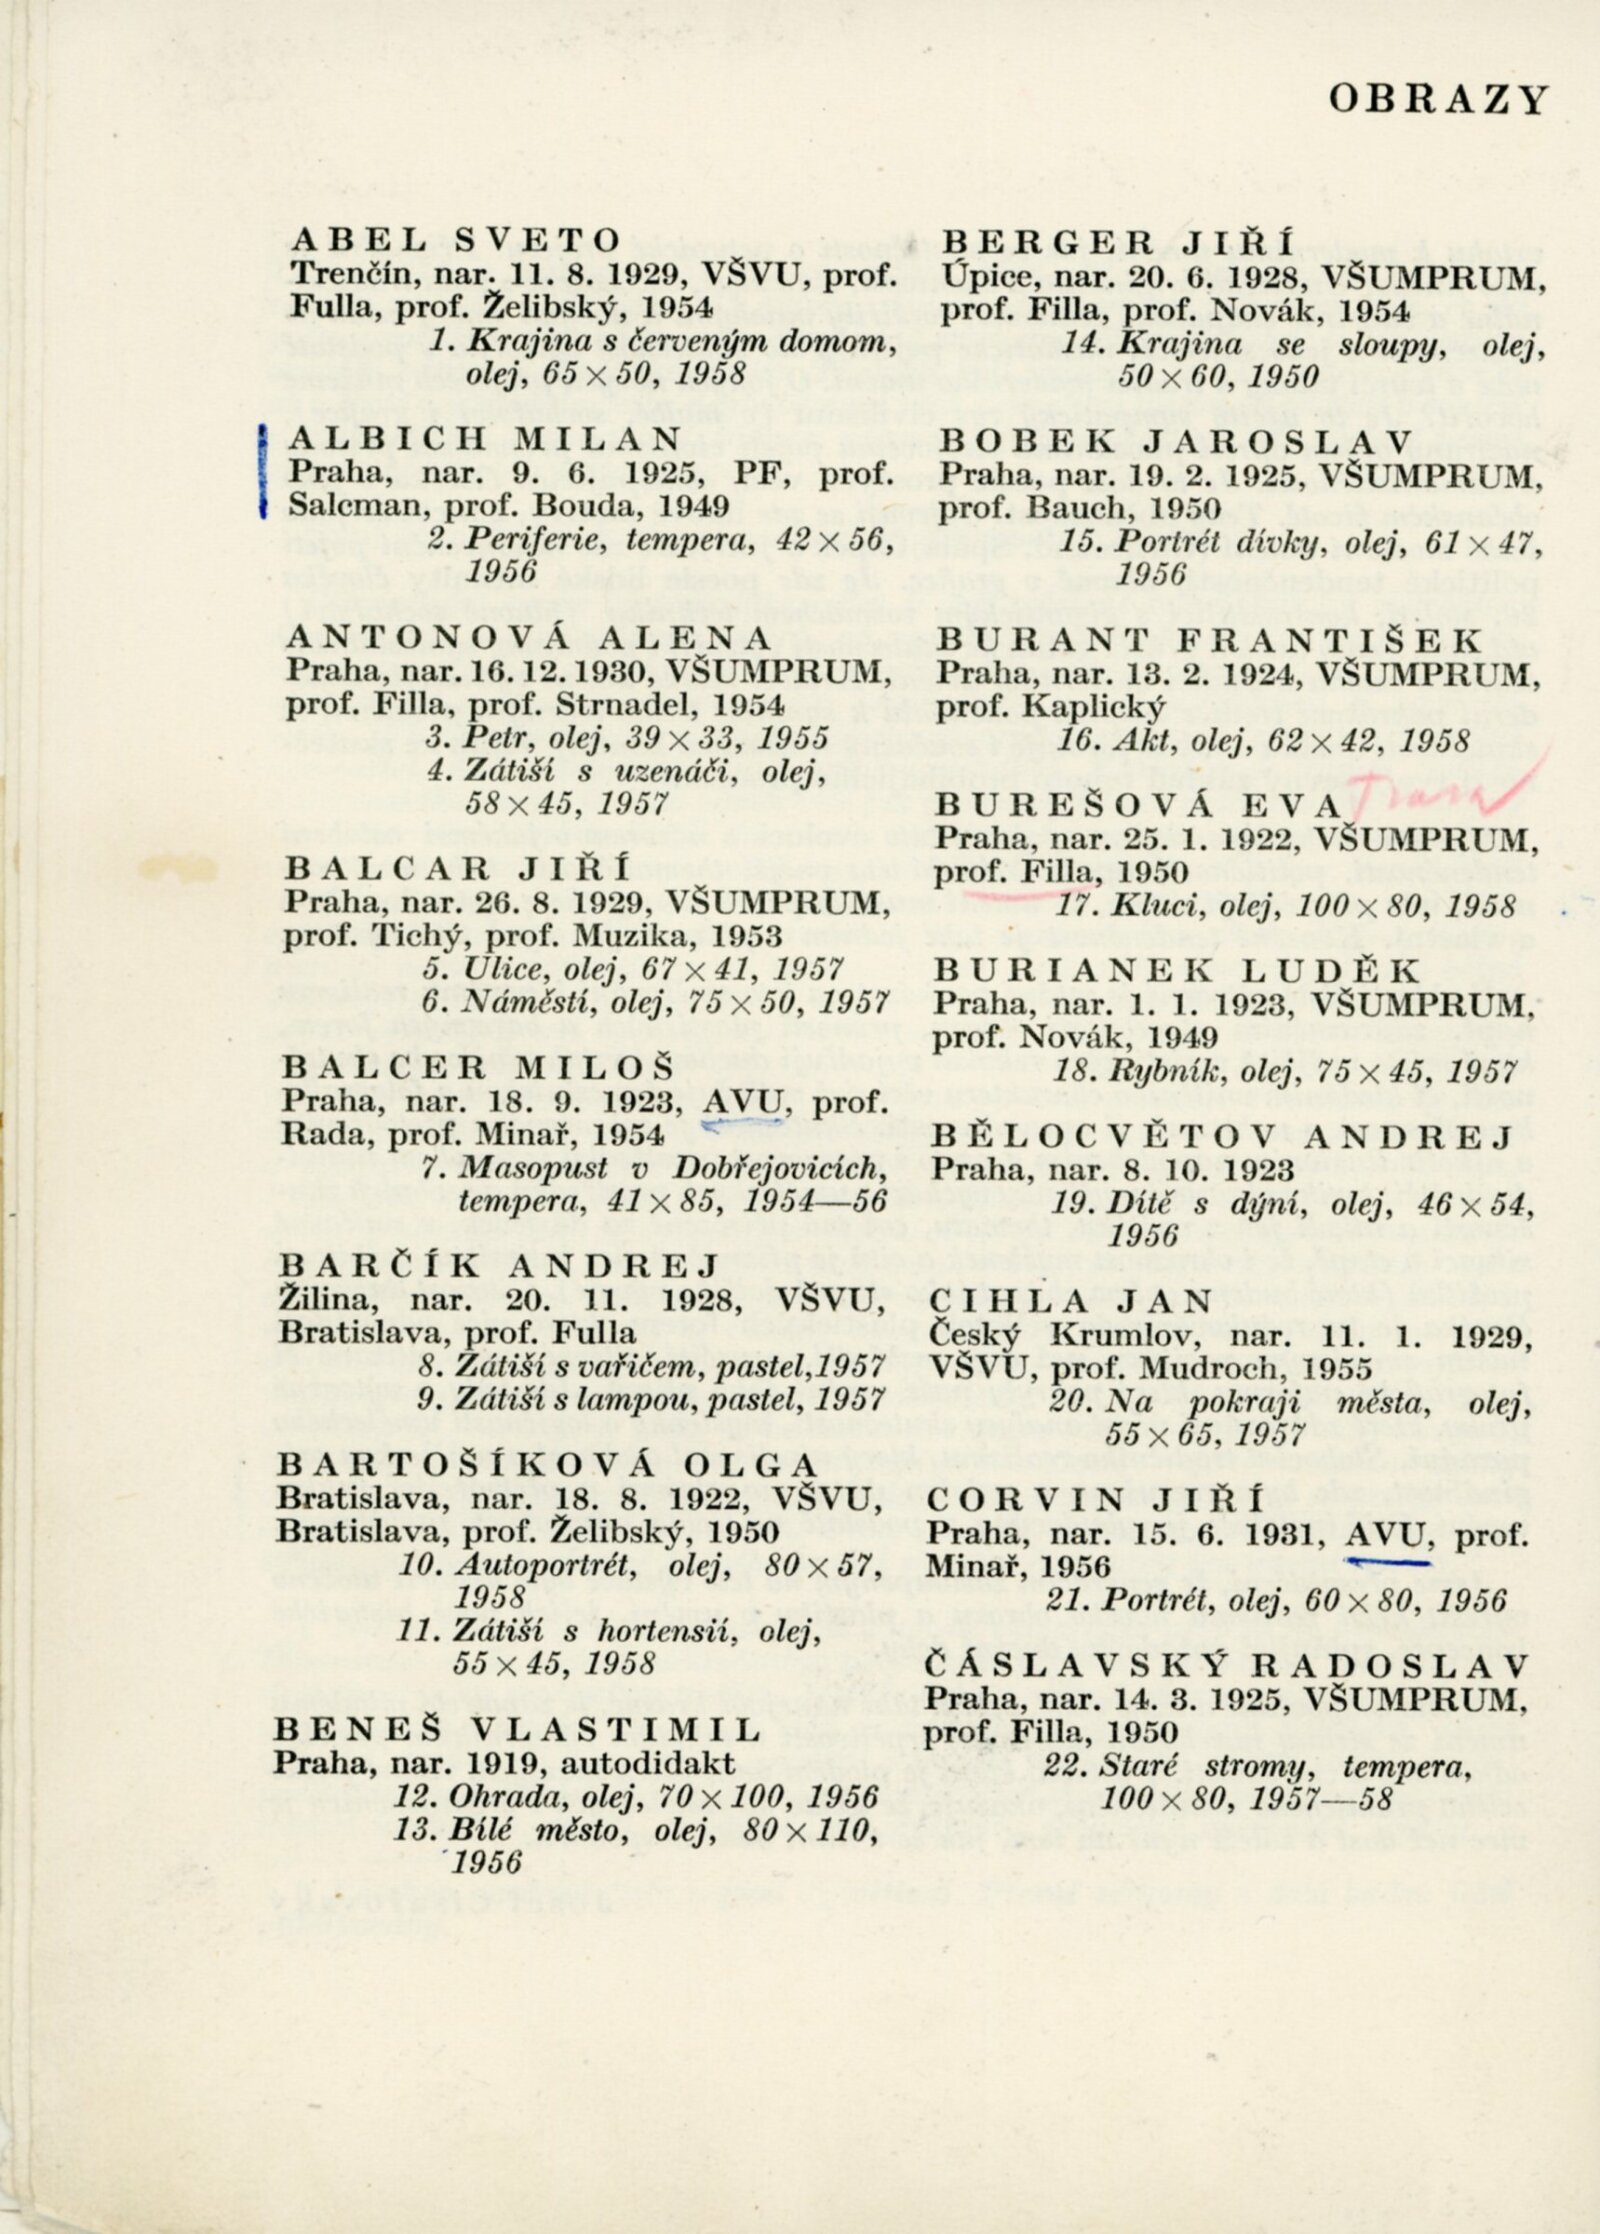 OBRAZY
ABEL SVETO
Trenčín, nar. 11. 8. 1929, VŠVU, prof.
Fulla, prof. Želibský, 1954
1. Krajina s červeným domom,
olej, 65 × 50, 1958
ALBICH MILAN
Praha, nar. 9. 6. 1925, PF, prof.
Salcman, prof. Bouda, 1949
2. Periferie, tempera, 42 × 56,
1956
ANTONOVÁ ALENA
Praha, nar. 16. 12. 1930, VŠUMPRUM,
prof. Filla, prof. Strnadel, 1954
3. Petr, olej, 39 × 33, 1955
4. Zátiší s uzenáči, olej,
58 × 45, 1957
BALCAR JIŘÍ
Praha, nar. 26. 8. 1929, VŠUMPRUM,
prof. Tichý, prof. Muzika, 1953
5. Ulice, olej, 67 × 41, 1957
6. Náměstí, olej, 75 × 50, 1957
BALCER MILOŠ
Praha, nar. 18. 9. 1923, AVU, prof.
Rada, prof. Minař, 1954
7. Masopust v Dobřejovicích,
tempera, 41 × 85, 1954—56
BARČÍK ANDREJ
Žilina, nar. 20. 11. 1928, VŠVU,
Bratislava, prof. Fulla
8. Zátiší s vařičem, pastel, 1957
9. Zátiší s lampou, pastel, 1957
BARTOŠÍKOVÁ OLGA
Bratislava, nar. 18. 8. 1922, VŠVU,
Bratislava, prof. Želibský, 1950
10. Autoportrét, olej, 80 × 57,
1958
11. Zátiší s hortensií, olej,
55 × 45, 1958
BENEŠ VLASTIMIL
Praha, nar. 1919, autodidakt
12. Ohrada, olej, 70 × 100, 1956
13. Bílé město, olej, 80 × 110,
1956
BERGER JIŘÍ
Úpice, nar. 20. 6. 1928, VŠUMPRUM,
prof. Filla, prof. Novák, 1954
14. Krajina se sloupy, olej,
50 × 60, 1950
BOBEK JAROSLAV
Praha, nar. 19. 2. 1925, VŠUMPRUM,
prof. Bauch, 1950
15. Portrét dívky, olej, 61 × 47,
1956
BURANT FRANTIŠEK
Praha, nar. 13. 2. 1924, VŠUMPRUM,
prof. Kaplický
16. Akt, olej, 62 × 42, 1958
BUREŠOVÁ EVA
Praha, nar. 25. 1. 1922, VŠUMPRUM,
prof. Filla, 1950
17. Kluci, olej, 100 × 80, 1958
BURIANEK LUDĚK
Praha, nar. 1. 1. 1923, VŠUMPRUM,
prof. Novák, 1949
18. Rybník, olej, 75 × 45, 1957
BĚLOCVĚTOV ANDREJ
Praha, nar. 8. 10. 1923
19. Dítě s dýní, olej, 46 × 54,
1956
CIHLA JAN
Český Krumlov, nar. 11. 1. 1929,
VŠVU, prof. Mudroch, 1955
20. Na pokraji města, olej,
55 × 65, 1957
CORVIN JIŘÍ
Praha, nar. 15. 6. 1931, AVU, prof.
Minař, 1956
21. Portrét, olej, 60 × 80, 1956
ČÁSLAVSKÝ RADOSLAV
Praha, nar. 14. 3. 1925, VŠUMPRUM,
prof. Filla, 1950
22. Staré stromy, tempera,
100 × 80, 1957—58